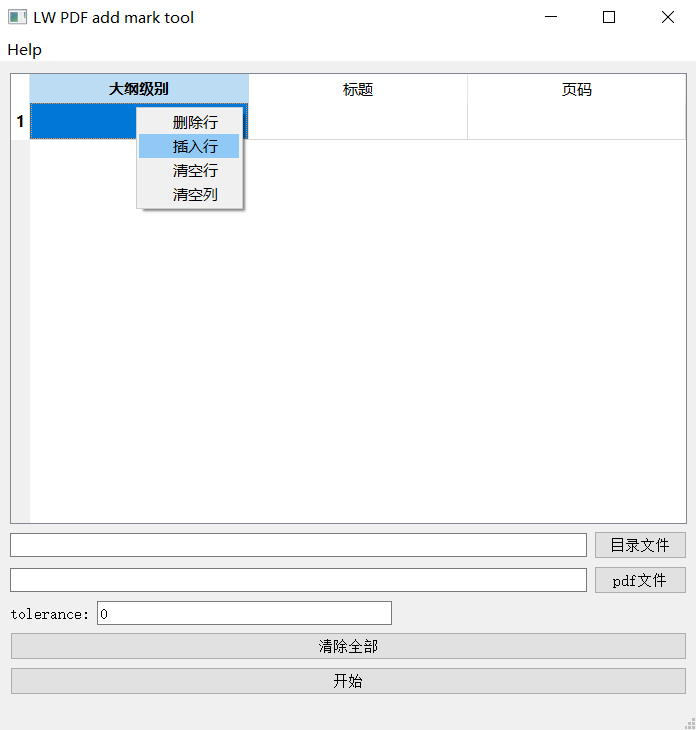 LW PDF add mark tool
Help
大纲级别 标题 页码
1
删除行
插入行
清空行
清空列
目录文件
pdf文件
tolerance: 0
清除全部
开始